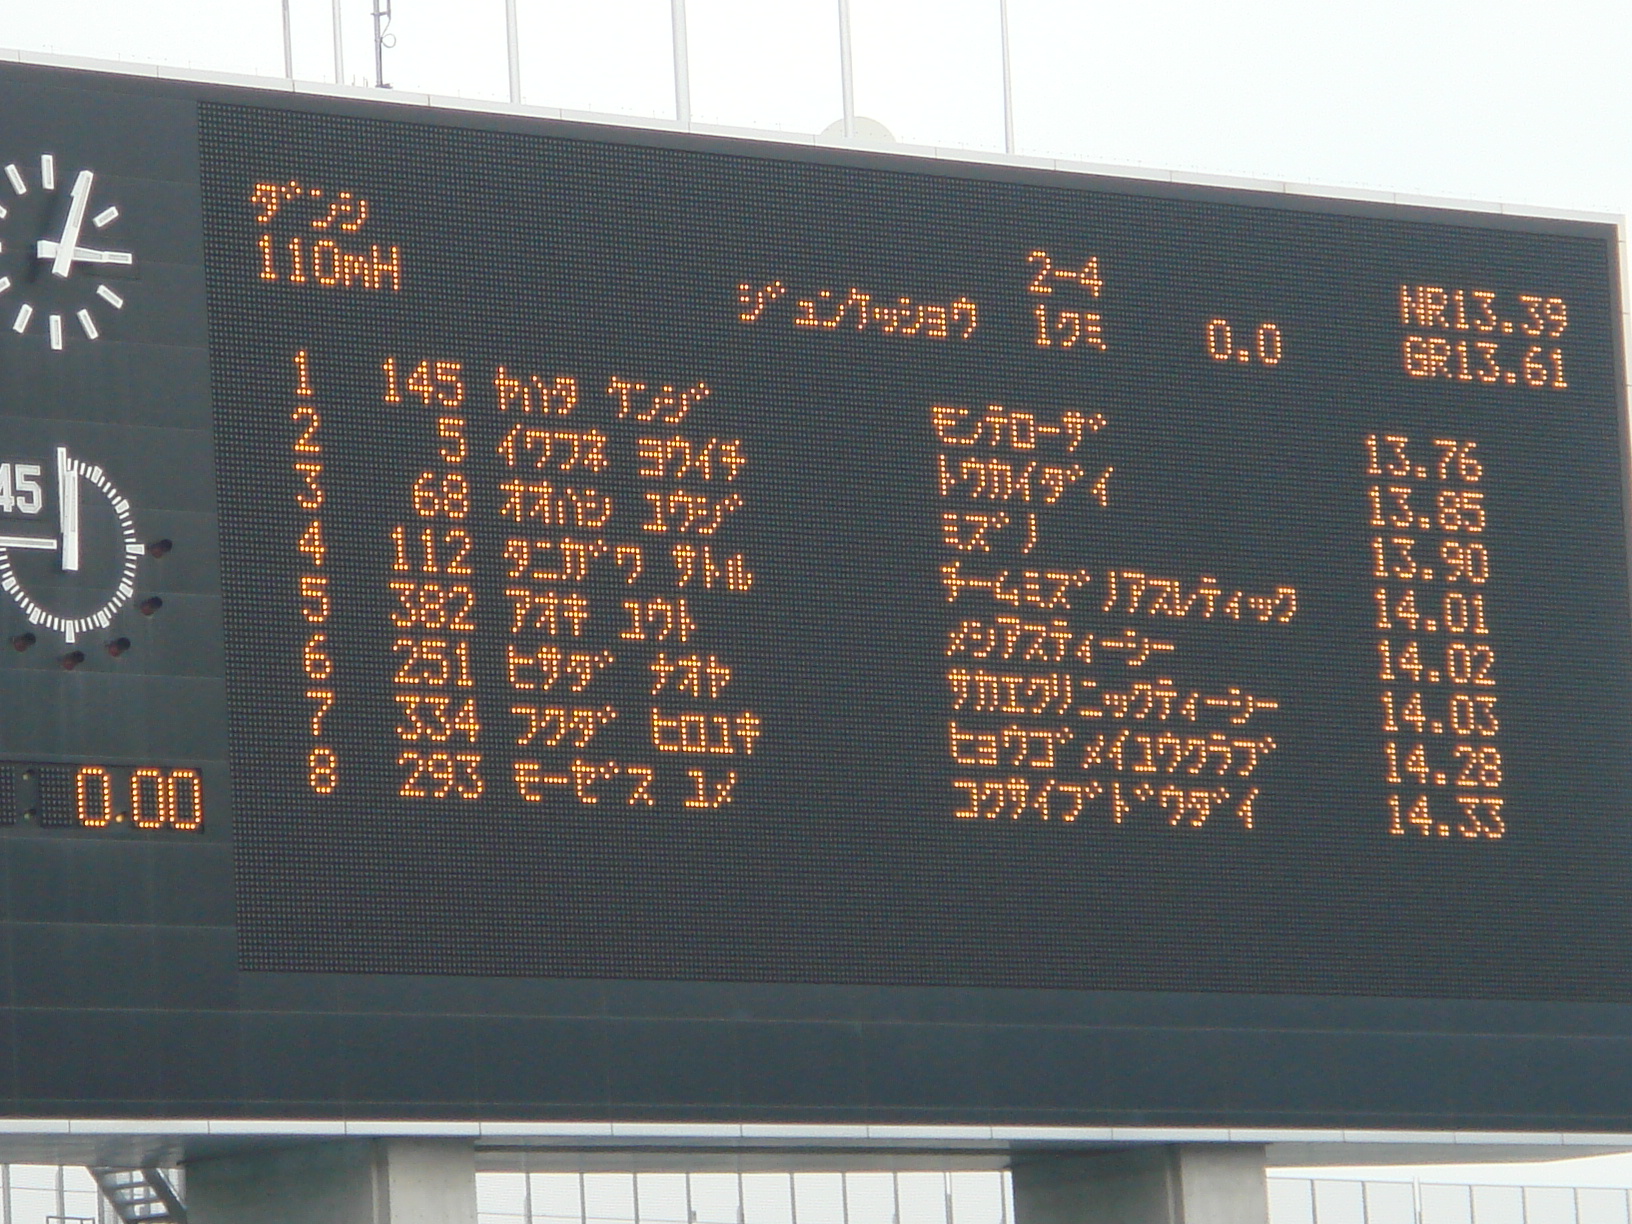 ダンシ
110mH
ジュンケッショウ 2-4 1クミ 0.0
NR13.39
GR13.61
1 145 ヤハタ ケンジ モンテローザ 13.76
2 5 イワフネ ヨウイチ トウカイダイ 13.85
3 68 オオハシ ユウジ ミズノ 13.90
4 112 タニガワ サトル チームミズノアスレティック 14.01
5 382 アオキ ユウト メシアスティーシー 14.02
6 251 ヒサダ ナオヤ サカエクリニックティーシー 14.03
7 334 フクダ ヒロユキ ヒョウゴメイユウクラブ 14.28
8 293 モーゼス ユメ コクサイブドウダイ 14.33
45
0.00